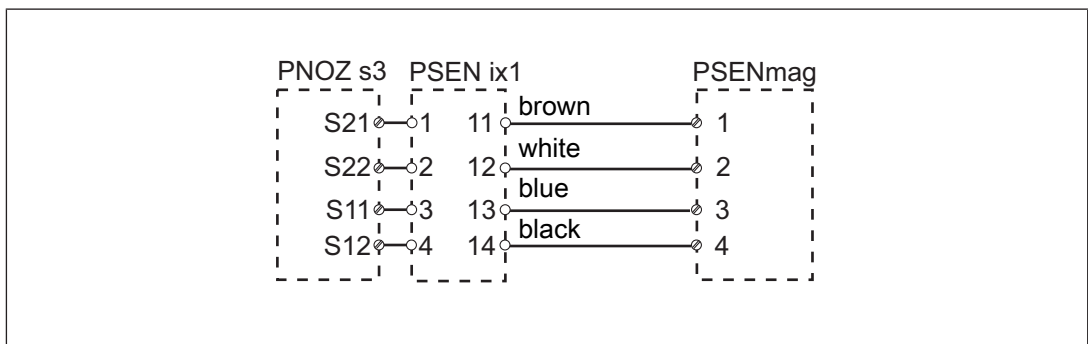 PNOZ s3 PSEN ix1 PSENmag
brown
S21 1 11 1
white
S22 2 12 2
blue
S11 3 13 3
black
S12 4 14 4